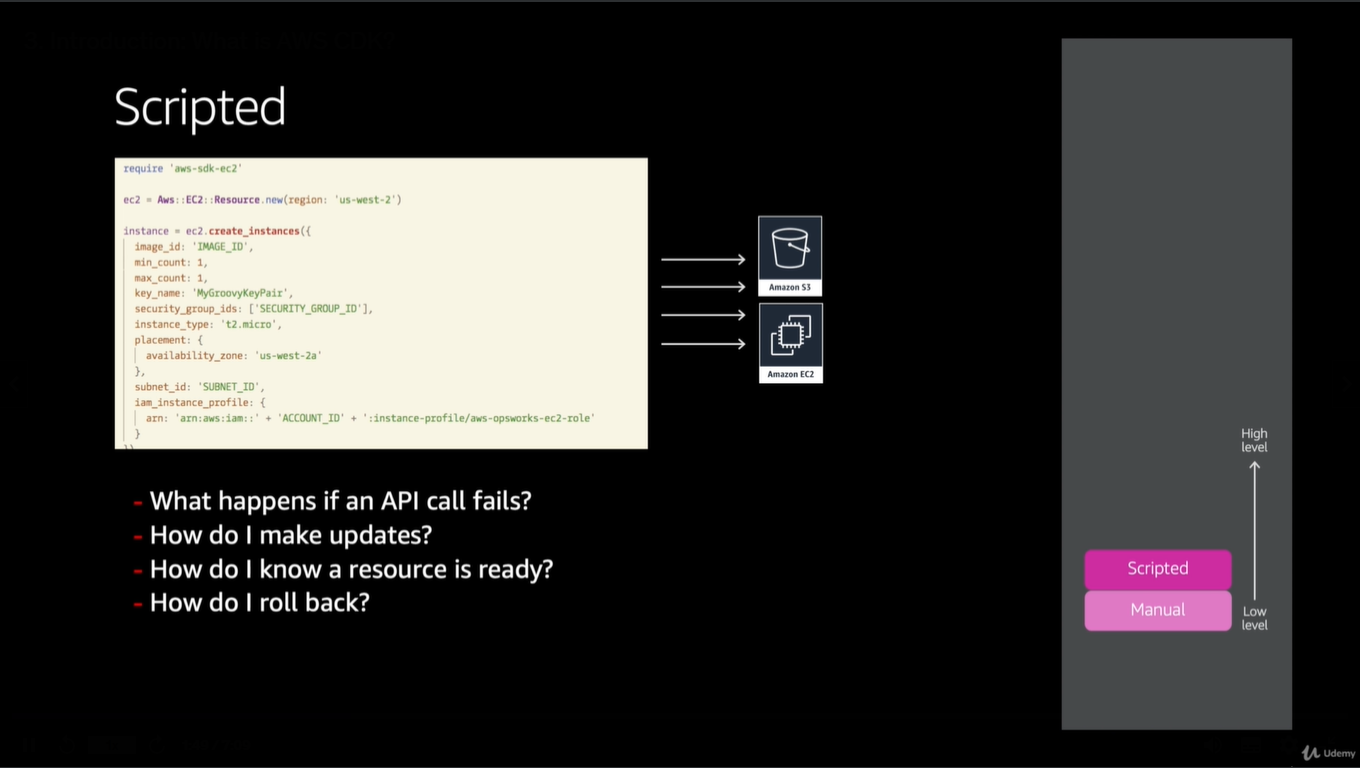 Scripted
require 'aws-sdk-ec2'
ec2 = Aws::EC2::Resource.new(region: 'us-west-2')
instance = ec2.create_instances({
image_id: 'IMAGE_ID',
min_count: 1,
max_count: 1,
key_name: 'MyGroovyKeyPair',
security_group_ids: ['SECURITY_GROUP_ID'],
instance_type: 't2.micro',
placement: {
availability_zone: 'us-west-2a'
},
subnet_id: 'SUBNET_ID',
iam_instance_profile: {
arn: 'arn:aws:iam::' + 'ACCOUNT_ID' + ':instance-profile/aws-opsworks-ec2-role'
}
})
Amazon S3
Amazon EC2
- What happens if an API call fails?
- How do I make updates?
- How do I know a resource is ready?
- How do I roll back?
High
level
Scripted
Manual
Low
level
Udemy